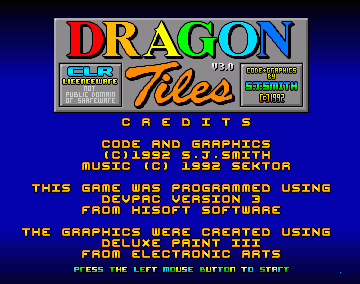 DRAGON
Tiles
V3.0
CLR
LICENCEWARE
NOT
PUBLIC DOMAIN
OR SHAREWARE
CODE+GRAPHICS
BY
S.J.SMITH
(C)1992
CREDITS
CODE AND GRAPHICS
(C)1992 S.J.SMITH
MUSIC (C) 1992 SEKTOR
THIS GAME WAS PROGRAMMED USING
DEVPAC VERSION 3
FROM HISOFT SOFTWARE
THE GRAPHICS WERE CREATED USING
DELUXE PAINT III
FROM ELECTRONIC ARTS
PRESS THE LEFT MOUSE BUTTON TO START